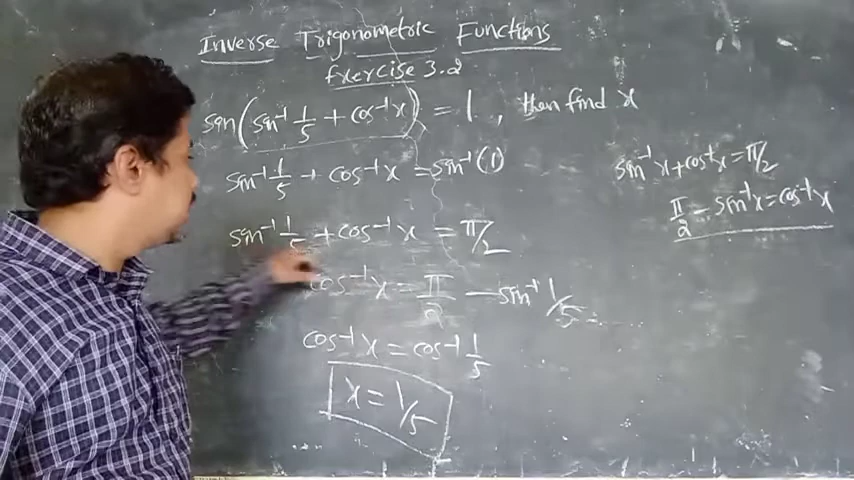 Inverse Trigonometric Functions
Exercise 3.2
sin(sin⁻¹ 1/5 + cos⁻¹x) = 1, then find x
sin⁻¹ 1/5 + cos⁻¹x = sin⁻¹(1)
sin⁻¹ 1/5 + cos⁻¹x = π/2
cos⁻¹x = π/2 – sin⁻¹ 1/5
cos⁻¹x = cos⁻¹ 1/5
x = 1/5
sin⁻¹x + cos⁻¹x = π/2
π/2 – sin⁻¹x = cos⁻¹x